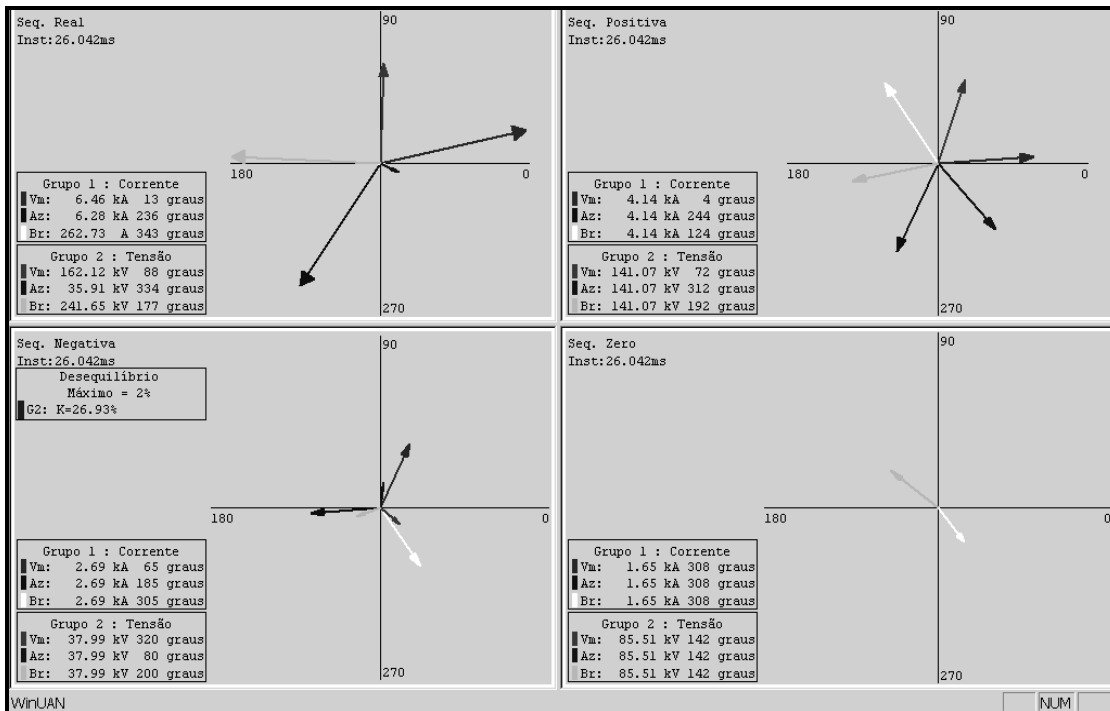 Seq. Real
Inst:26.042ms
90
180
0
270
Grupo 1 : Corrente
Vm: 6.46 kA 13 graus
Az: 6.28 kA 236 graus
Br: 262.73 A 343 graus
Grupo 2 : Tensão
Vm: 162.12 kV 88 graus
Az: 35.91 kV 334 graus
Br: 241.65 kV 177 graus
Seq. Positiva
Inst:26.042ms
90
180
0
270
Grupo 1 : Corrente
Vm: 4.14 kA 4 graus
Az: 4.14 kA 244 graus
Br: 4.14 kA 124 graus
Grupo 2 : Tensão
Vm: 141.07 kV 72 graus
Az: 141.07 kV 312 graus
Br: 141.07 kV 192 graus
Seq. Negativa
Inst:26.042ms
Desequilíbrio
Máximo = 2%
G2: K=26.93%
90
180
0
270
Grupo 1 : Corrente
Vm: 2.69 kA 65 graus
Az: 2.69 kA 185 graus
Br: 2.69 kA 305 graus
Grupo 2 : Tensão
Vm: 37.99 kV 320 graus
Az: 37.99 kV 80 graus
Br: 37.99 kV 200 graus
Seq. Zero
Inst:26.042ms
90
180
0
270
Grupo 1 : Corrente
Vm: 1.65 kA 308 graus
Az: 1.65 kA 308 graus
Br: 1.65 kA 308 graus
Grupo 2 : Tensão
Vm: 85.51 kV 142 graus
Az: 85.51 kV 142 graus
Br: 85.51 kV 142 graus
WinUAN
NUM